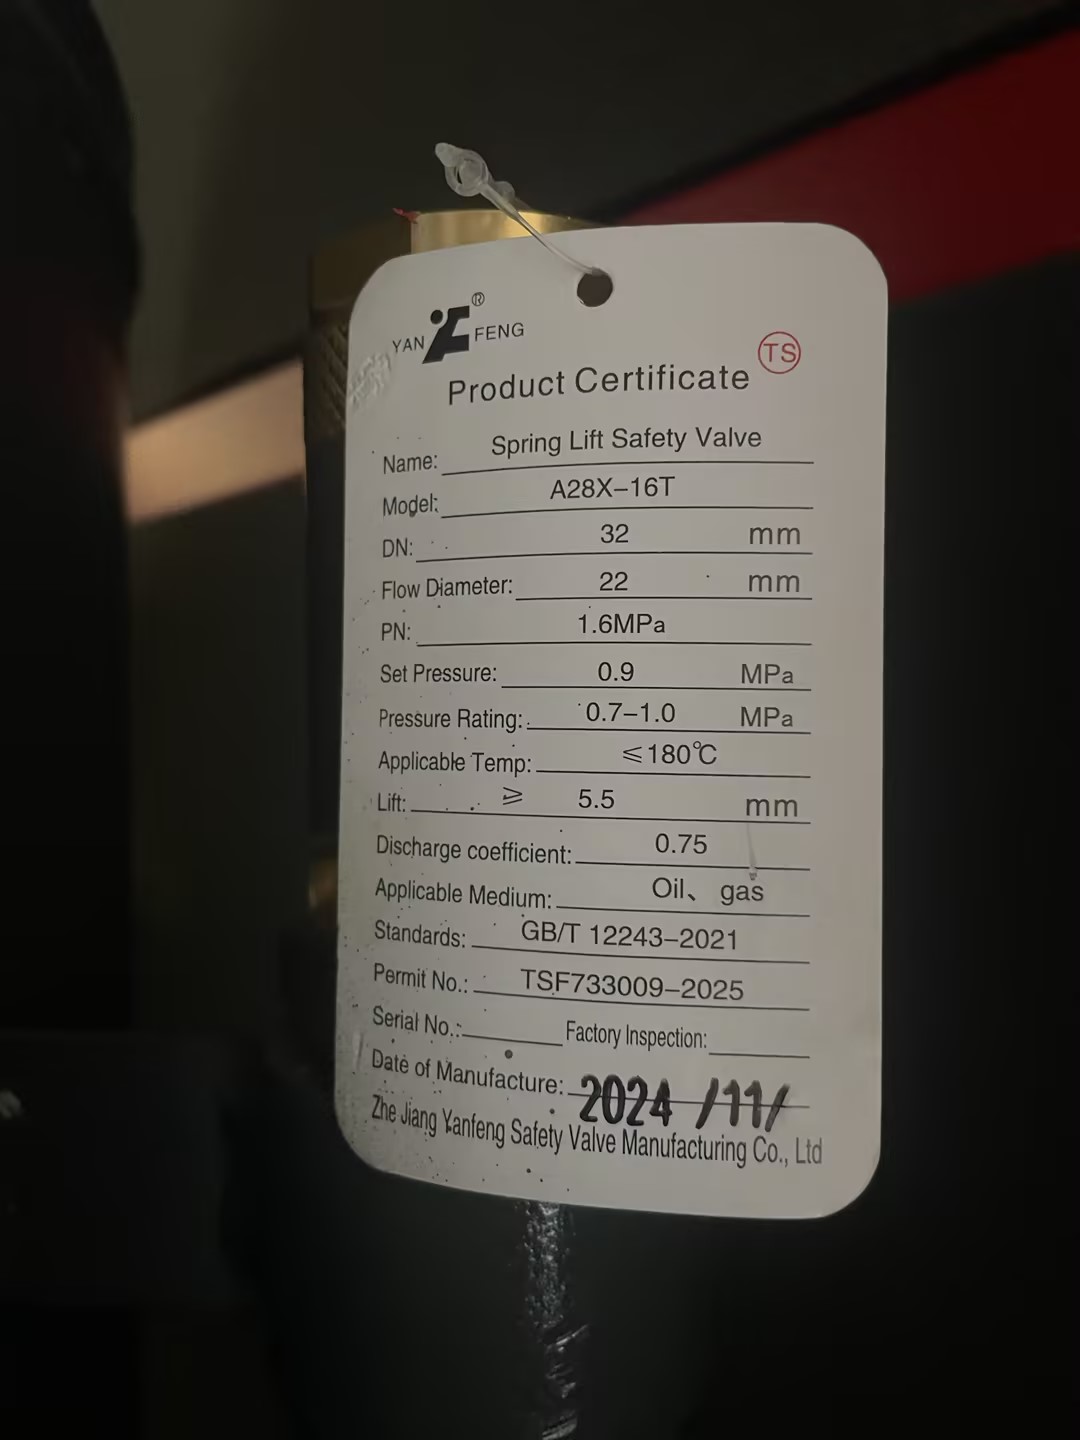 YAN FENG ®
TS
Product Certificate
Name: Spring Lift Safety Valve
Model: A28X–16T
DN: 32 mm
Flow Diameter: 22 mm
PN: 1.6MPa
Set Pressure: 0.9 MPa
Pressure Rating: 0.7–1.0 MPa
Applicable Temp: ≤180℃
Lift: ≥ 5.5 mm
Discharge coefficient: 0.75
Applicable Medium: Oil、 gas
Standards: GB/T 12243–2021
Permit No.: TSF733009–2025
Serial No.: Factory Inspection:
Date of Manufacture: 2024 /11/
Zhe Jiang Yanfeng Safety Valve Manufacturing Co., Ltd